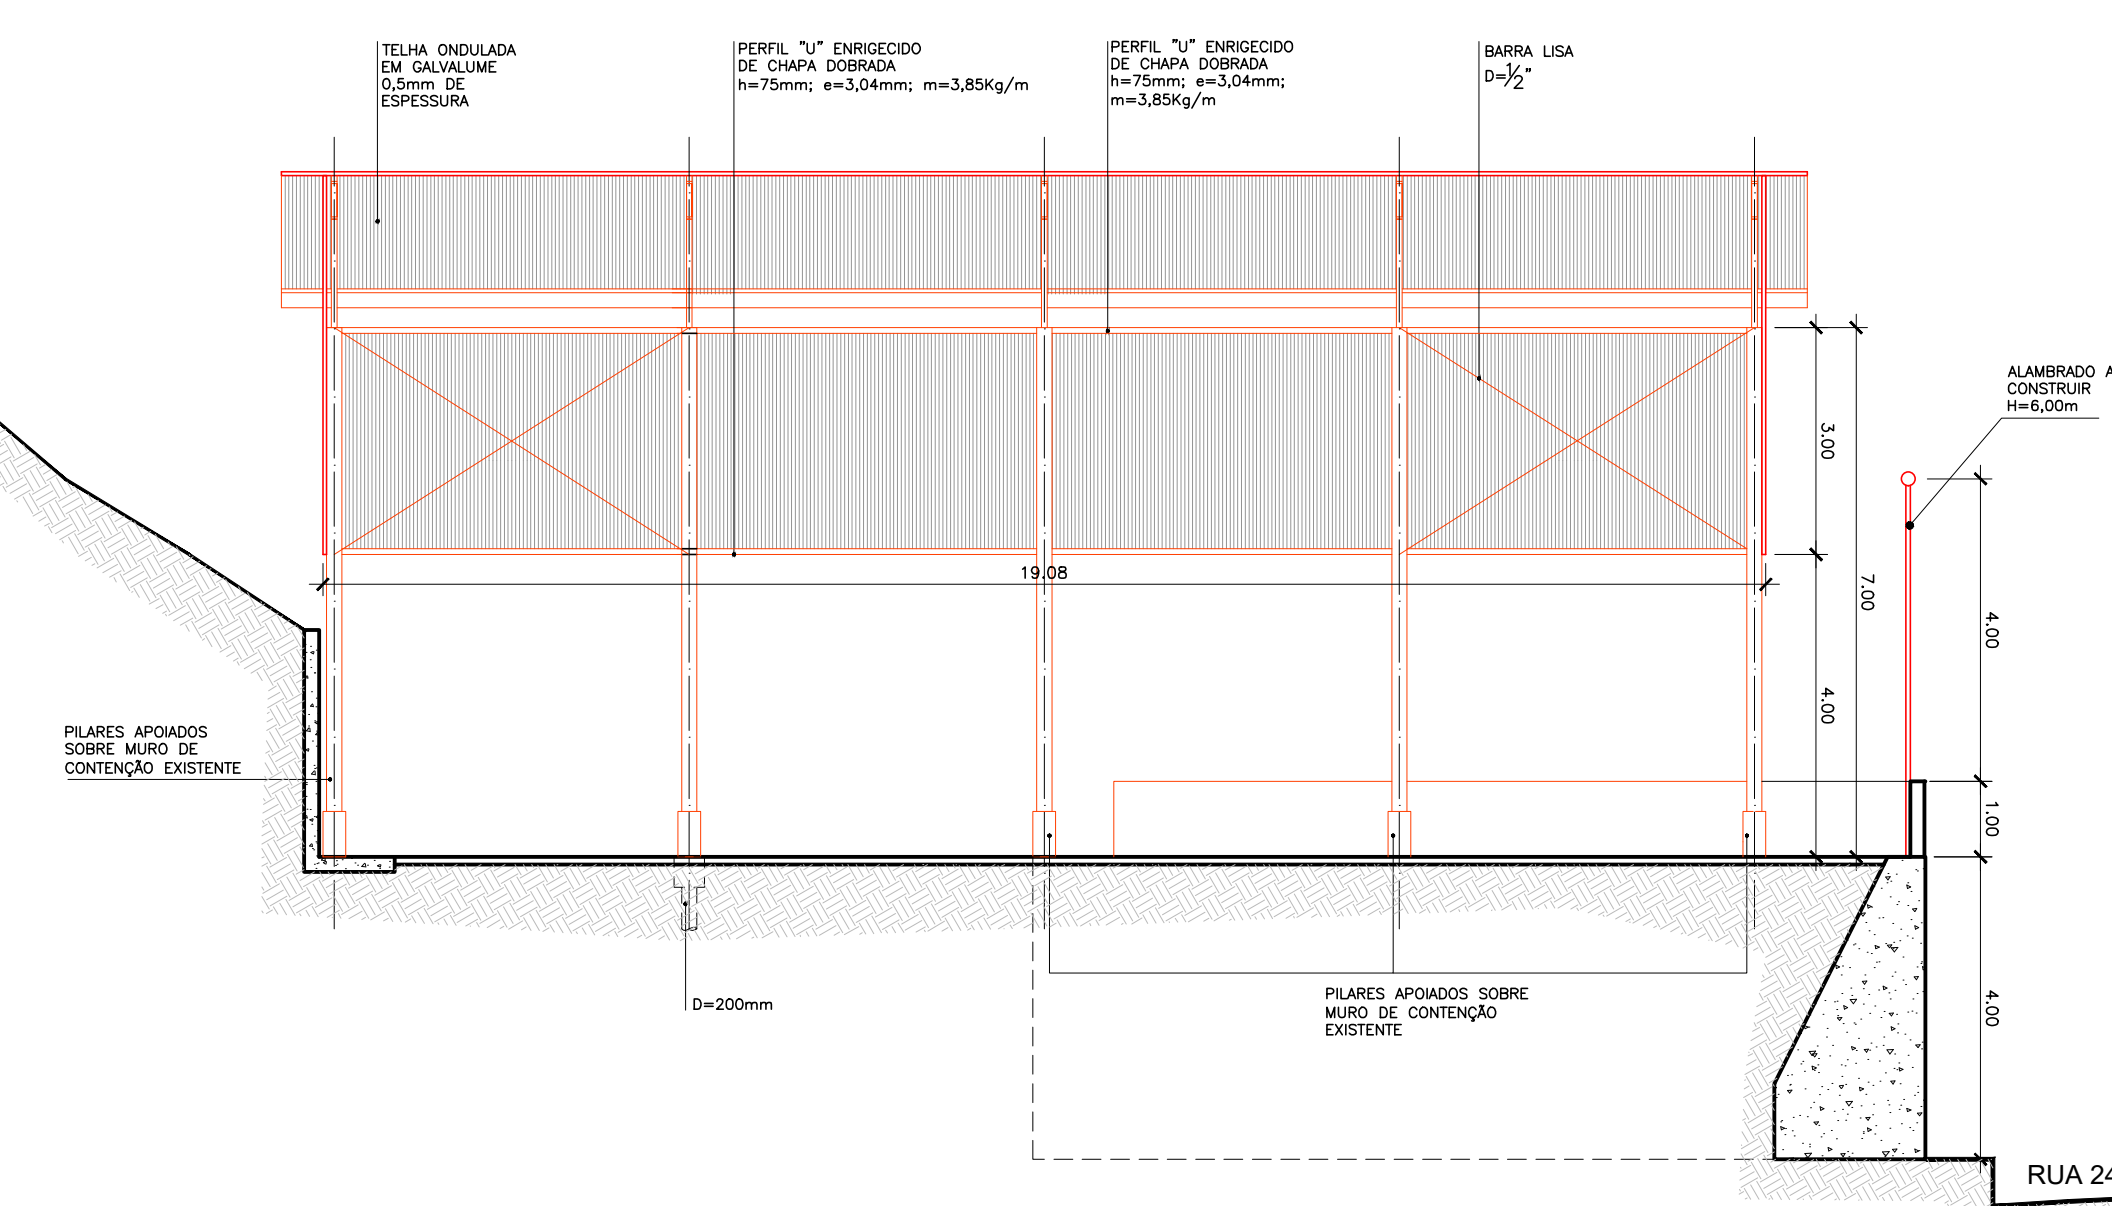 TELHA ONDULADA
EM GALVALUME
0,5mm DE
ESPESSURA
PERFIL "U" ENRIGECIDO
DE CHAPA DOBRADA
h=75mm; e=3,04mm; m=3,85Kg/m
PERFIL "U" ENRIGECIDO
DE CHAPA DOBRADA
h=75mm; e=3,04mm;
m=3,85Kg/m
BARRA LISA
D=1/2"
ALAMBRADO A
CONSTRUIR
H=6,00m
3.00
7.00
19.08
4.00
4.00
1.00
4.00
PILARES APOIADOS
SOBRE MURO DE
CONTENÇÃO EXISTENTE
D=200mm
PILARES APOIADOS SOBRE
MURO DE CONTENÇÃO
EXISTENTE
RUA 24